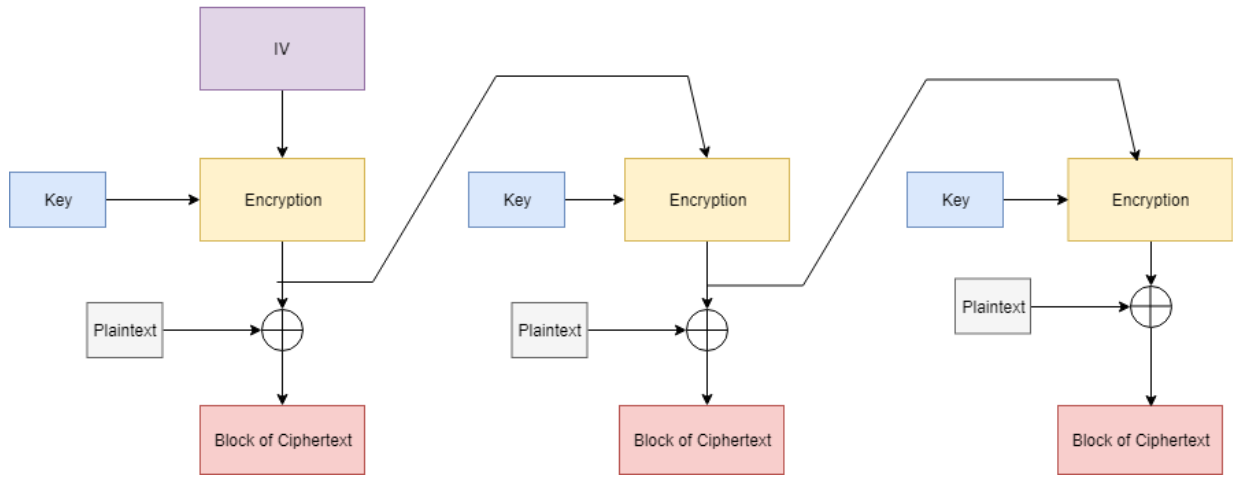 IV
Key
Encryption
Key
Encryption
Key
Encryption
Plaintext
Plaintext
Plaintext
Block of Ciphertext
Block of Ciphertext
Block of Ciphertext